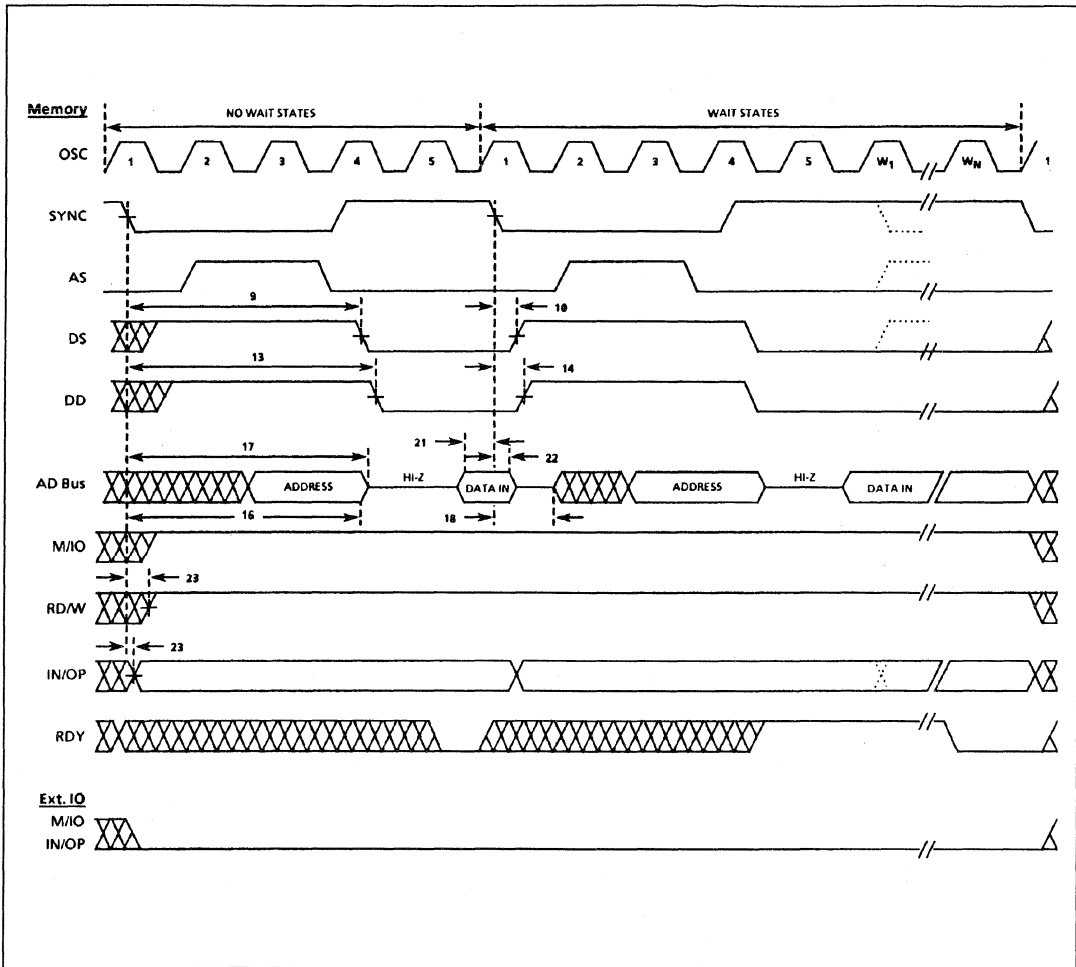 Memory
NO WAIT STATES WAIT STATES
OSC 1 2 3 4 5 1 2 3 4 5 W1 WN 1
SYNC
AS
9 10
DS
13 14
DD
17 21 22
AD Bus ADDRESS HI-Z DATA IN ADDRESS HI-Z DATA IN
16 18
M/IO
23
RD/W
23
IN/OP
RDY
Ext. IO
M/IO
IN/OP